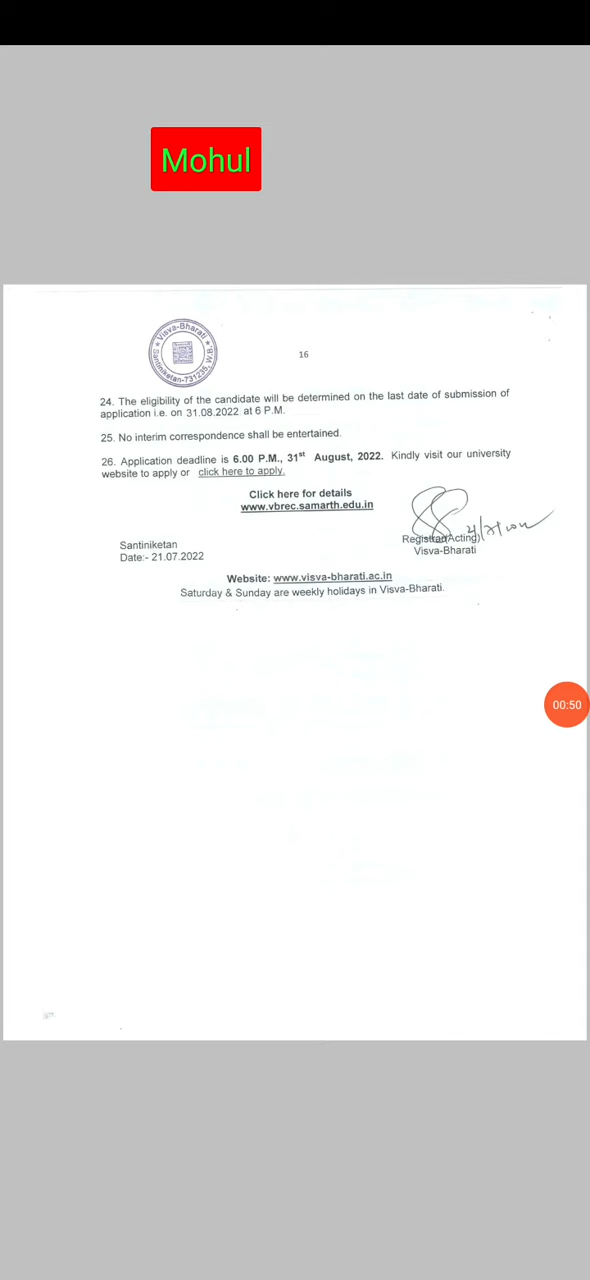 Mohul
Visva-Bharati
Santiniketan-731235, W.B.
16
24. The eligibility of the candidate will be determined on the last date of submission of
application i.e. on 31.08.2022 at 6 P.M.
25. No interim correspondence shall be entertained.
26. Application deadline is 6.00 P.M., 31st August, 2022. Kindly visit our university
website to apply or click here to apply.
Click here for details
www.vbrec.samarth.edu.in
Registrar(Acting)
Visva-Bharati
Santiniketan
Date:- 21.07.2022
Website: www.visva-bharati.ac.in
Saturday & Sunday are weekly holidays in Visva-Bharati.
00:50